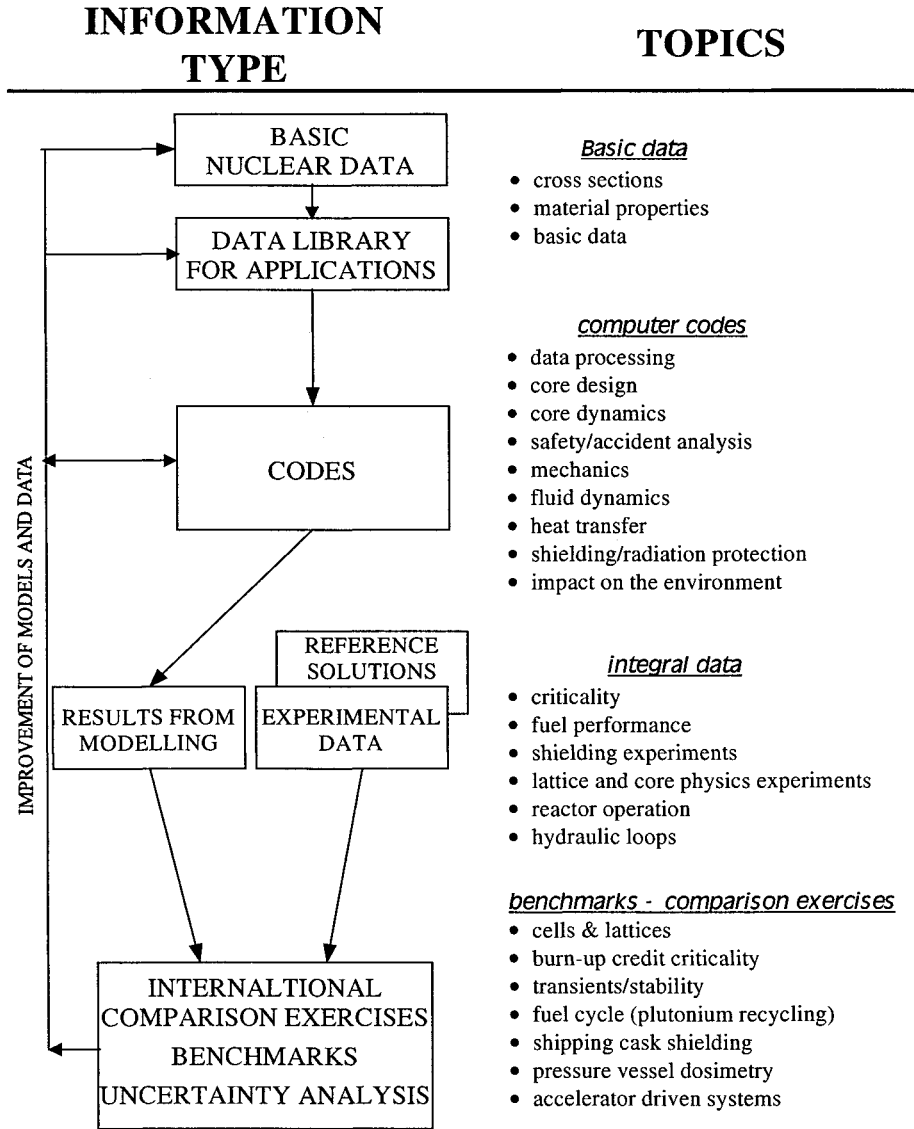 INFORMATION
TYPE
TOPICS
BASIC
NUCLEAR DATA
DATA LIBRARY
FOR APPLICATIONS
CODES
REFERENCE
SOLUTIONS
RESULTS FROM
MODELLING
EXPERIMENTAL
DATA
INTERNALTIONAL
COMPARISON EXERCISES
BENCHMARKS
UNCERTAINTY ANALYSIS
IMPROVEMENT OF MODELS AND DATA
Basic data
• cross sections
• material properties
• basic data
computer codes
• data processing
• core design
• core dynamics
• safety/accident analysis
• mechanics
• fluid dynamics
• heat transfer
• shielding/radiation protection
• impact on the environment
integral data
• criticality
• fuel performance
• shielding experiments
• lattice and core physics experiments
• reactor operation
• hydraulic loops
benchmarks - comparison exercises
• cells & lattices
• burn-up credit criticality
• transients/stability
• fuel cycle (plutonium recycling)
• shipping cask shielding
• pressure vessel dosimetry
• accelerator driven systems